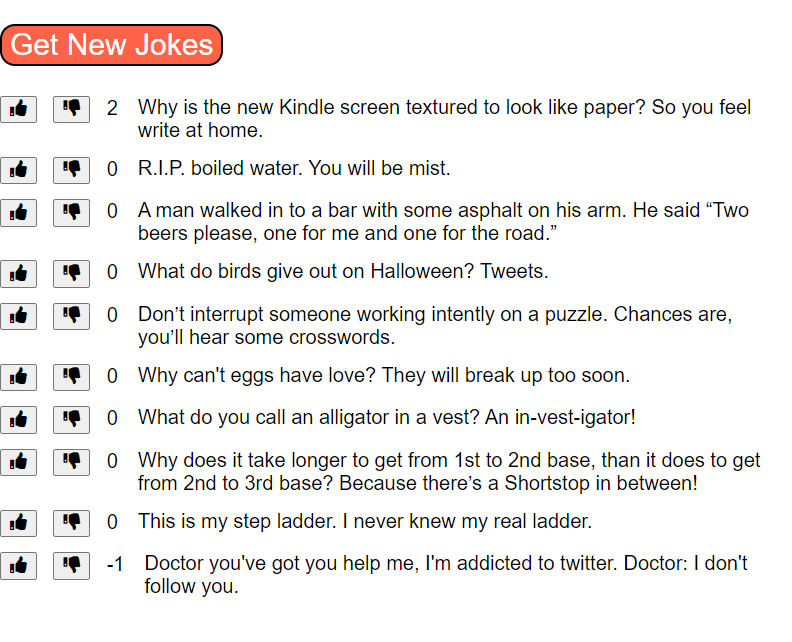 Get New Jokes
2 Why is the new Kindle screen textured to look like paper? So you feel
write at home.
0 R.I.P. boiled water. You will be mist.
0 A man walked in to a bar with some asphalt on his arm. He said “Two
beers please, one for me and one for the road.”
0 What do birds give out on Halloween? Tweets.
0 Don’t interrupt someone working intently on a puzzle. Chances are,
you’ll hear some crosswords.
0 Why can't eggs have love? They will break up too soon.
0 What do you call an alligator in a vest? An in-vest-igator!
0 Why does it take longer to get from 1st to 2nd base, than it does to get
from 2nd to 3rd base? Because there’s a Shortstop in between!
0 This is my step ladder. I never knew my real ladder.
-1 Doctor you've got you help me, I'm addicted to twitter. Doctor: I don't
follow you.